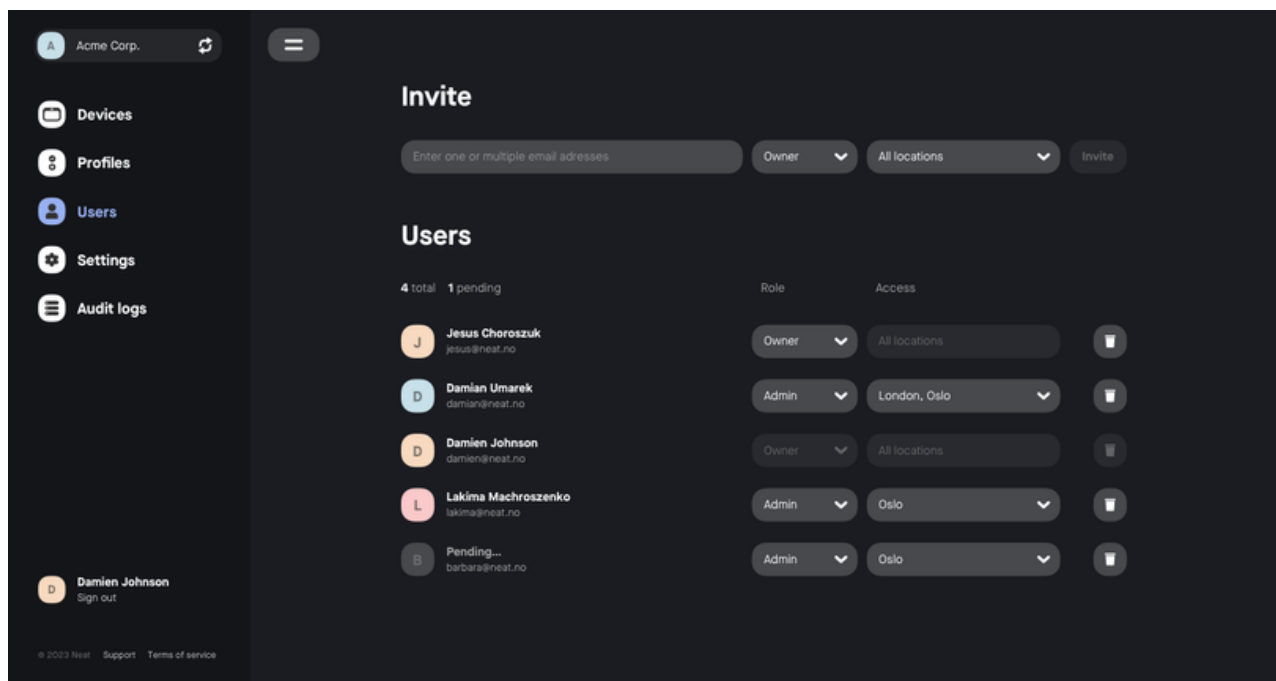 A Acme Corp.
Devices
Profiles
Users
Settings
Audit logs
D Damien Johnson
Sign out
© 2023 Neat Support Terms of service
Invite
Enter one or multiple email adresses Owner All locations Invite
Users
4 total 1 pending Role Access
J Jesus Choroszuk Owner All locations
jesus@neat.no
D Damian Umarek Admin London, Oslo
damian@neat.no
D Damien Johnson Owner All locations
damien@neat.no
L Lakima Machroszenko Admin Oslo
lakima@neat.no
B Pending... Admin Oslo
barbara@neat.no